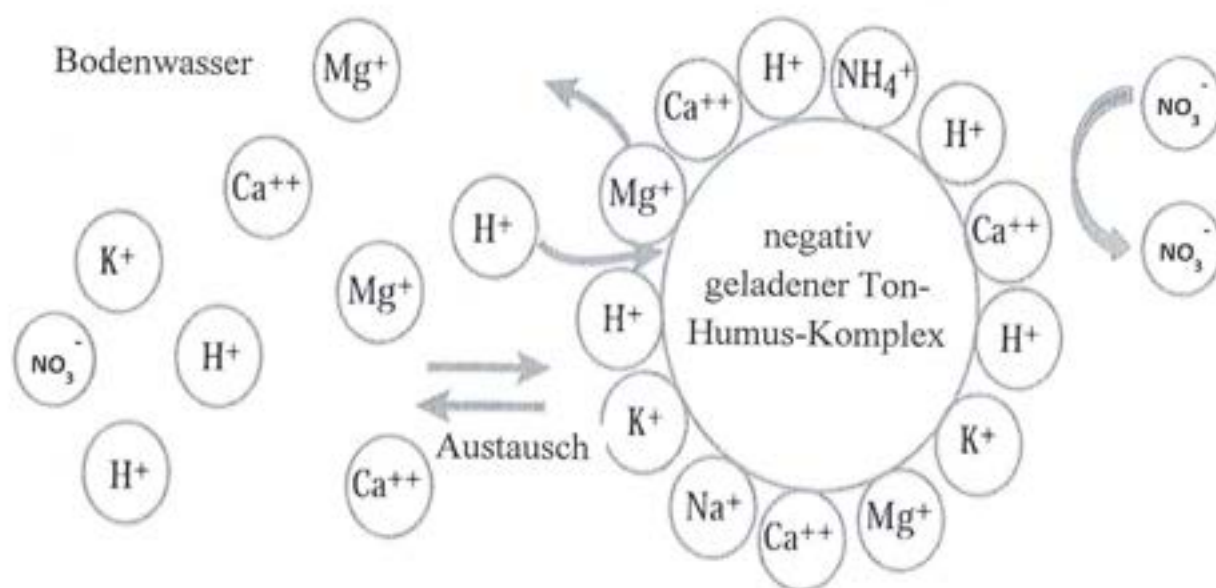 Bodenwasser
Mg⁺
Ca⁺⁺
K⁺
Mg⁺
NO₃⁻
H⁺
H⁺
Ca⁺⁺
H⁺
Austausch
Mg⁺
Ca⁺⁺
H⁺
NH₄⁺
H⁺
Ca⁺⁺
H⁺
K⁺
Mg⁺
Ca⁺⁺
Na⁺
K⁺
H⁺
negativ
geladener Ton-
Humus-Komplex
NO₃⁻
NO₃⁻